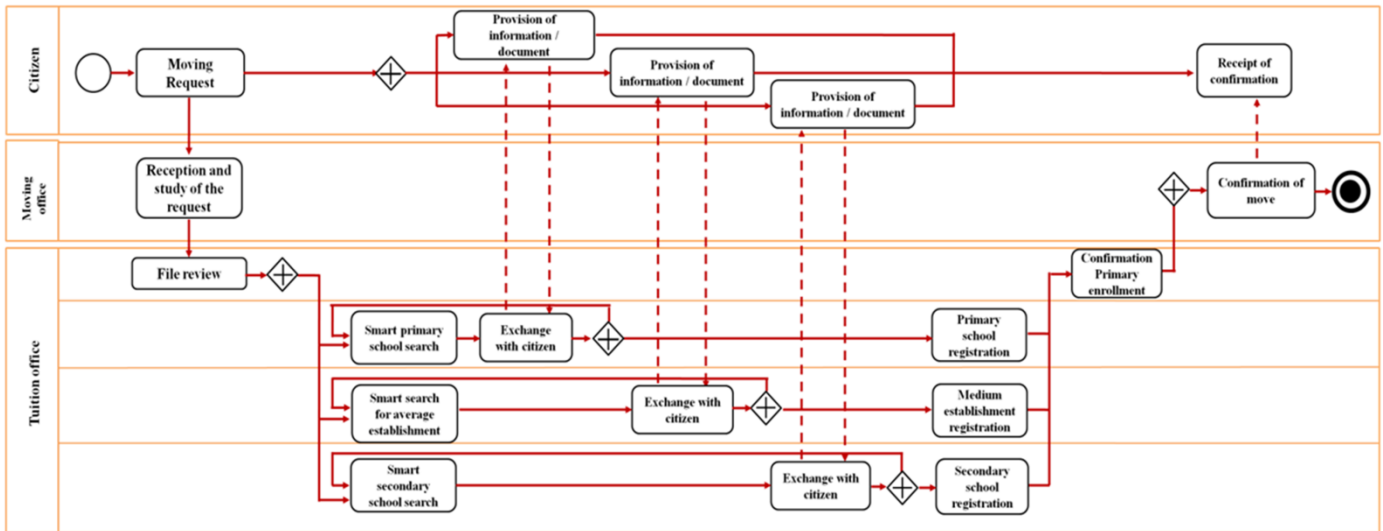 Citizen
Moving
Request
Provision of
information /
document
Provision of
information / document
Provision of
information / document
Receipt of
confirmation
Moving
office
Reception and
study of the
request
Confirmation of
move
Tuition office
File review
Confirmation
Primary
enrollment
Smart primary
school search
Exchange
with citizen
Primary
school
registration
Smart search
for average
establishment
Exchange with
citizen
Medium
establishment
registration
Smart
secondary
school search
Exchange with
citizen
Secondary
school
registration